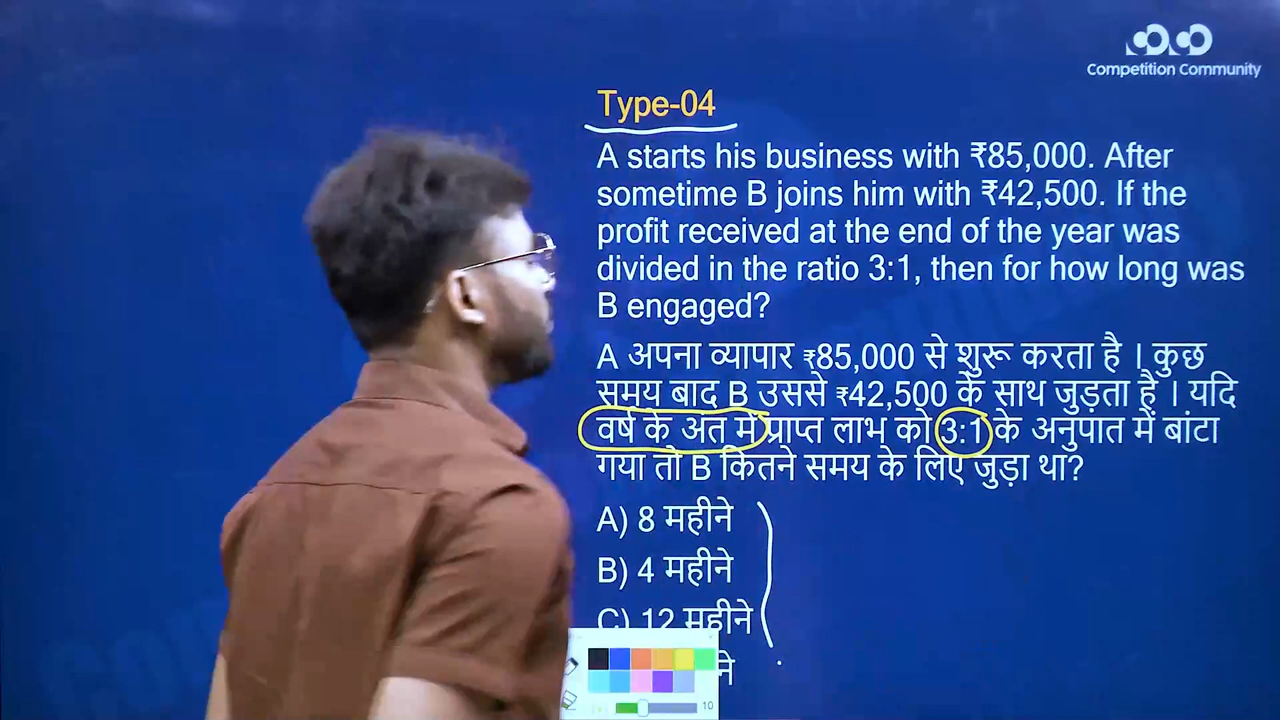 Competition Community
Type-04
A starts his business with ₹85,000. After
sometime B joins him with ₹42,500. If the
profit received at the end of the year was
divided in the ratio 3:1, then for how long was
B engaged?
A अपना व्यापार ₹85,000 से शुरू करता है । कुछ
समय बाद B उससे ₹42,500 के साथ जुड़ता है । यदि
वर्ष के अंत में प्राप्त लाभ को 3:1 के अनुपात में बांटा
गया तो B कितने समय के लिए जुड़ा था?
A) 8 महीने
B) 4 महीने
C) 12 महीने
10